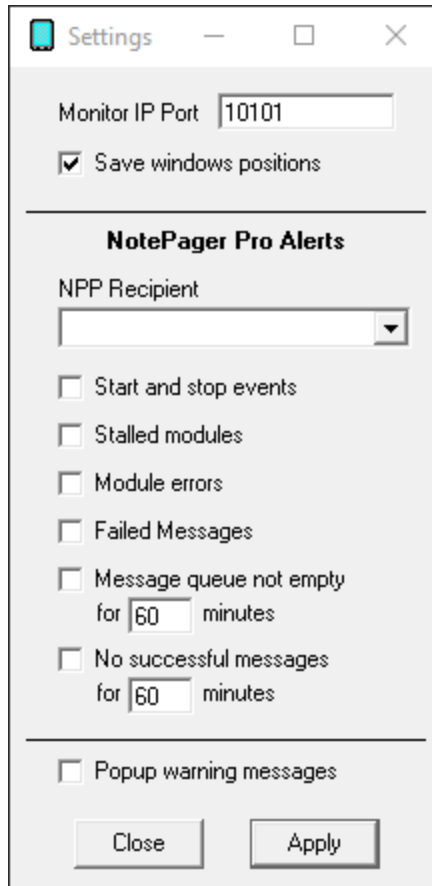 Settings
Monitor IP Port 10101
Save windows positions
NotePager Pro Alerts
NPP Recipient
Start and stop events
Stalled modules
Module errors
Failed Messages
Message queue not empty
for 60 minutes
No successful messages
for 60 minutes
Popup warning messages
Close Apply